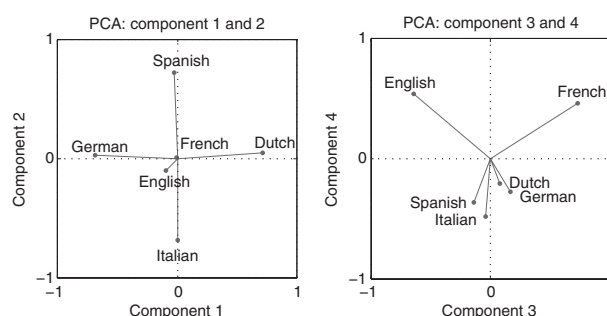 PCA: component 1 and 2
Component 2
1
0
−1
Spanish
German
French
Dutch
English
Italian
−1
0
1
Component 1
PCA: component 3 and 4
Component 4
1
0
−1
English
French
Dutch
Spanish
German
Italian
−1
0
1
Component 3